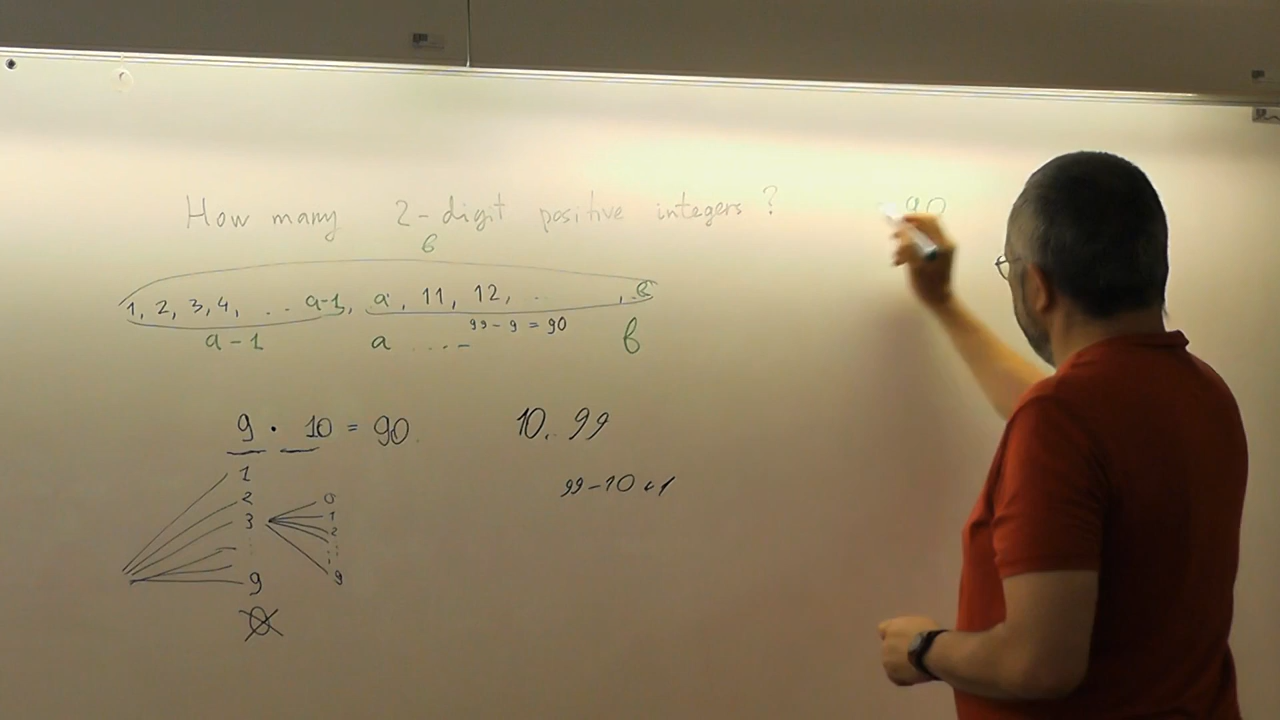 How many 2-digit positive integers ? 90
в
1, 2, 3, 4, . . a-1, a, 11, 12, ... , в
99-9 = 90
a-1 a ...- в
9 · 10 = 90 10.. 99
1
2 0
3 1
2
99-10+1
9 9
0